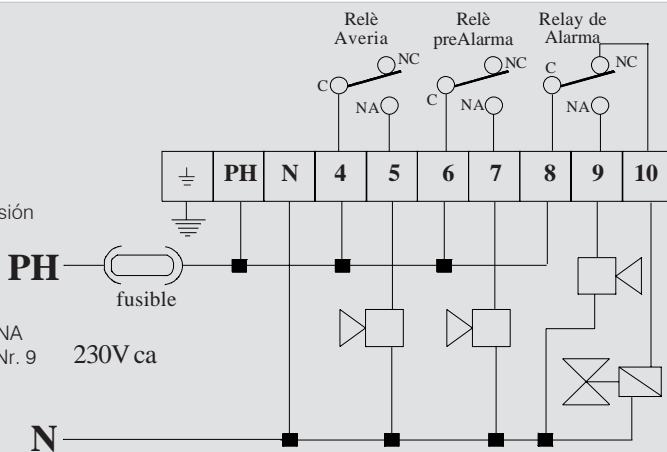 Relè
Averia
Relè
preAlarma
Relay de
Alarma
NC
NC
NC
C
C
C
NA
NA
NA
PH N 4 5 6 7 8 9 10
sión
PH
fusible
NA
Nr. 9
230V ca
N